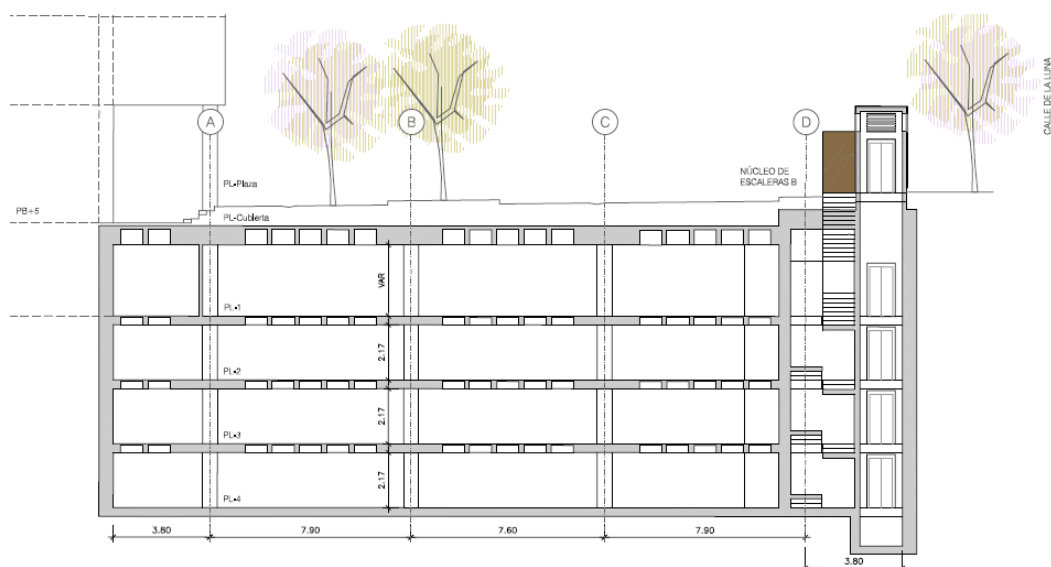 CALLE DE LA LUNA
A
B
C
D
NÚCLEO DE
ESCALERAS B
PL-Plaza
PB+5
PL-Cubierta
VAR
PL-1
2.17
PL-2
2.17
PL-3
2.17
PL-4
3.80
7.90
7.60
7.90
3.80